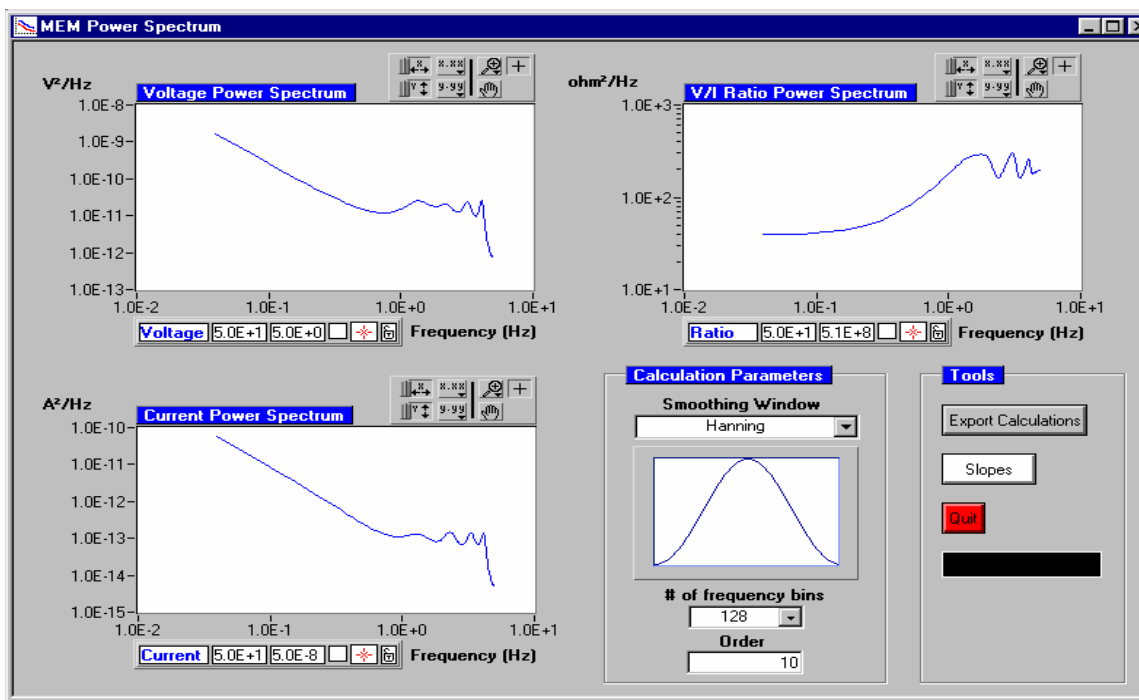 MEM Power Spectrum
V²/Hz
Voltage Power Spectrum
X.XX
Y.YY
1.0E-8
1.0E-9
1.0E-10
1.0E-11
1.0E-12
1.0E-13
1.0E-2 1.0E-1 1.0E+0 1.0E+1
Voltage 5.0E+1 5.0E+0 Frequency (Hz)
ohm²/Hz
V/I Ratio Power Spectrum
X.XX
Y.YY
1.0E+3
1.0E+2
1.0E+1
1.0E-2 1.0E-1 1.0E+0 1.0E+1
Ratio 5.0E+1 5.1E+8 Frequency (Hz)
A²/Hz
Current Power Spectrum
X.XX
Y.YY
1.0E-10
1.0E-11
1.0E-12
1.0E-13
1.0E-14
1.0E-15
1.0E-2 1.0E-1 1.0E+0 1.0E+1
Current 5.0E+1 5.0E-8 Frequency (Hz)
Calculation Parameters
Smoothing Window
Hanning
# of frequency bins
128
Order
10
Tools
Export Calculations
Slopes
Quit